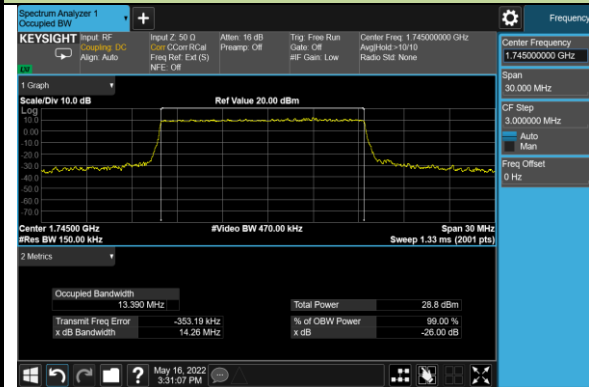 Spectrum Analyzer 1
Occupied BW
Frequency
KEYSIGHT
Input: RF
Coupling: DC
Align: Auto
Input Z: 50 Ω
Corr CCorr RCal
Freq Ref: Ext (S)
NFE: Off
Atten: 16 dB
Preamp: Off
Trig: Free Run
Gate: Off
#IF Gain: Low
Center Freq: 1.745000000 GHz
Avg|Hold:>10/10
Radio Std: None
Center Frequency
1.745000000 GHz
Span
30.000 MHz
CF Step
3.000000 MHz
Auto
Man
Freq Offset
0 Hz
1 Graph
Scale/Div 10.0 dB
Ref Value 20.00 dBm
Log
10.0
0.00
-10.0
-20.0
-30.0
-40.0
-50.0
-60.0
-70.0
Center 1.74500 GHz
#Video BW 470.00 kHz
Span 30 MHz
#Res BW 150.00 kHz
Sweep 1.33 ms (2001 pts)
2 Metrics
Occupied Bandwidth
13.390 MHz
Total Power
28.8 dBm
Transmit Freq Error
-353.19 kHz
% of OBW Power
99.00 %
x dB Bandwidth
14.26 MHz
x dB
-26.00 dB
?
May 16, 2022
3:31:07 PM